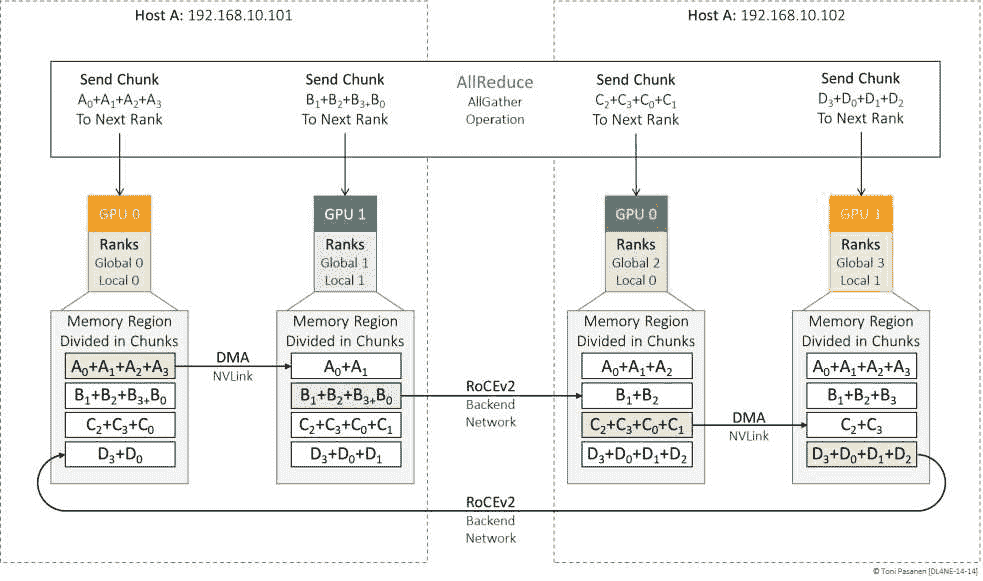 Host A: 192.168.10.101
Host A: 192.168.10.102
Send Chunk
A₀+A₁+A₂+A₃
To Next Rank
Send Chunk
B₁+B₂+B₃₊B₀
To Next Rank
AllReduce
AllGather
Operation
Send Chunk
C₂+C₃+C₀+C₁
To Next Rank
Send Chunk
D₃+D₀+D₁+D₂
To Next Rank
GPU 0
Ranks
Global 0
Local 0
GPU 1
Ranks
Global 1
Local 1
GPU 0
Ranks
Global 2
Local 0
GPU 1
Ranks
Global 3
Local 1
Memory Region
Divided in Chunks
A₀+A₁+A₂+A₃
B₁+B₂+B₃₊B₀
C₂+C₃+C₀
D₃+D₀
DMA
NVLink
Memory Region
Divided in Chunks
A₀+A₁
B₁+B₂+B₃₊B₀
C₂+C₃+C₀+C₁
D₃+D₀+D₁
RoCEv2
Backend
Network
Memory Region
Divided in Chunks
A₀+A₁+A₂
B₁+B₂
C₂+C₃+C₀+C₁
D₃+D₀+D₁+D₂
DMA
NVLink
Memory Region
Divided in Chunks
A₀+A₁+A₂+A₃
B₁+B₂+B₃
C₂+C₃
D₃+D₀+D₁+D₂
RoCEv2
Backend
Network
© Toni Pasanen [DL4NE-14-14]